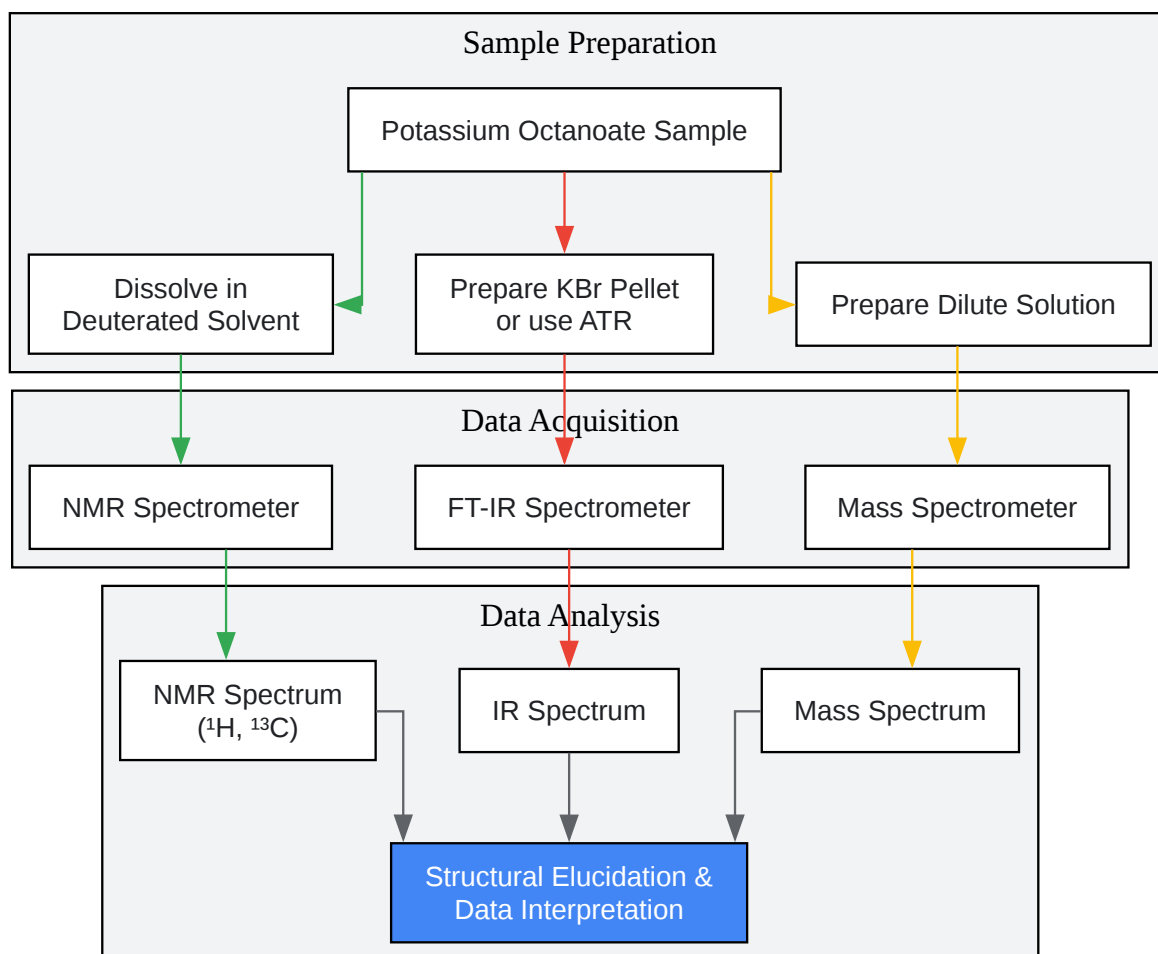 Sample Preparation
Potassium Octanoate Sample
Dissolve in
Deuterated Solvent
Prepare KBr Pellet
or use ATR
Prepare Dilute Solution
Data Acquisition
NMR Spectrometer
FT-IR Spectrometer
Mass Spectrometer
Data Analysis
NMR Spectrum
(¹H, ¹³C)
IR Spectrum
Mass Spectrum
Structural Elucidation &
Data Interpretation